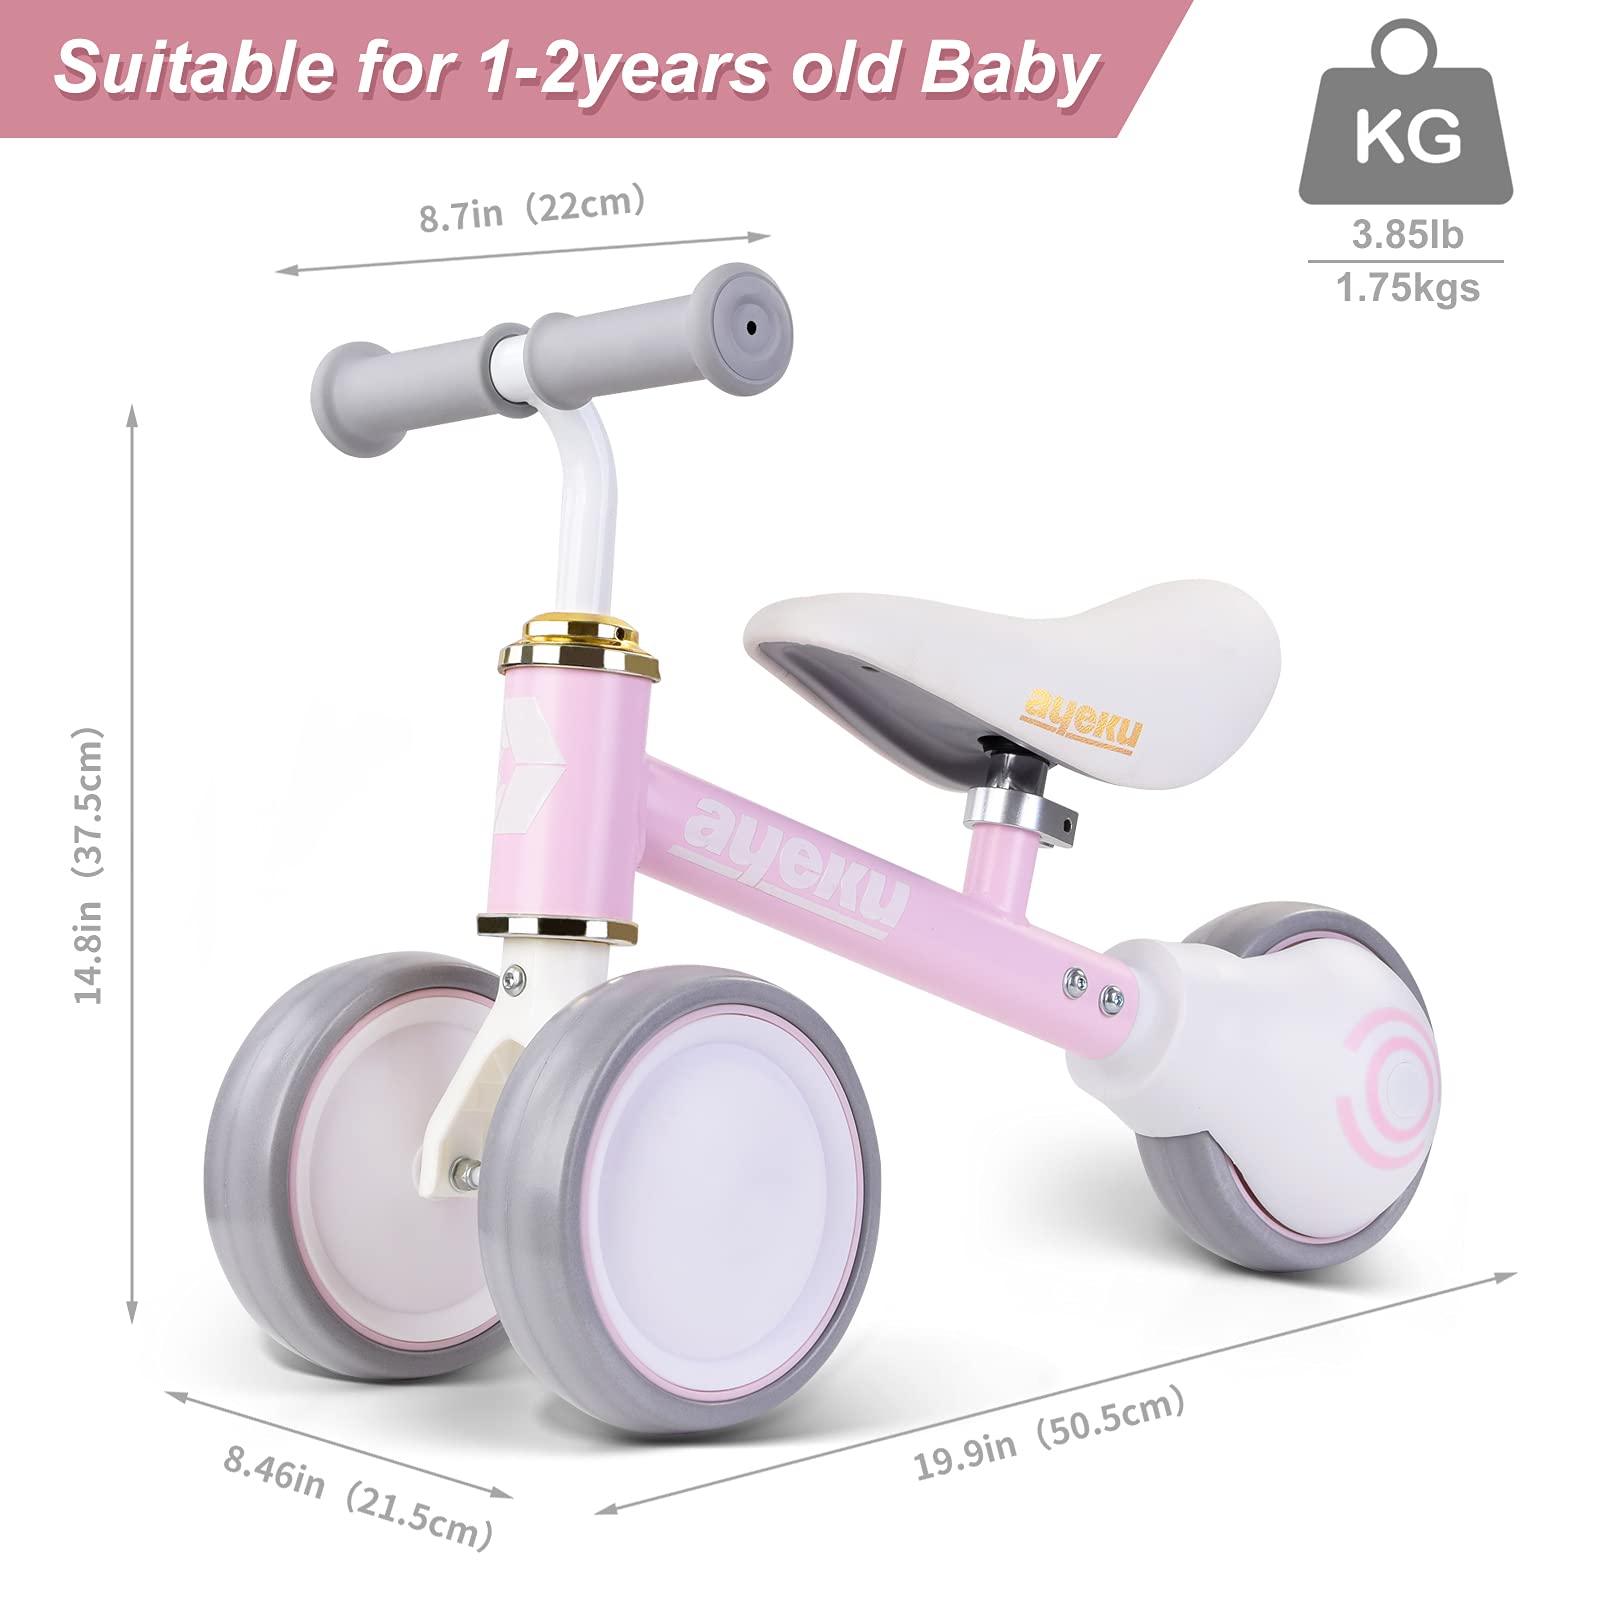 Suitable for 1-2years old Baby
KG
3.85lb
1.75kgs
8.7in（22cm）
14.8in（37.5cm）
ayeku
ayeku
8.46in（21.5cm）
19.9in（50.5cm）